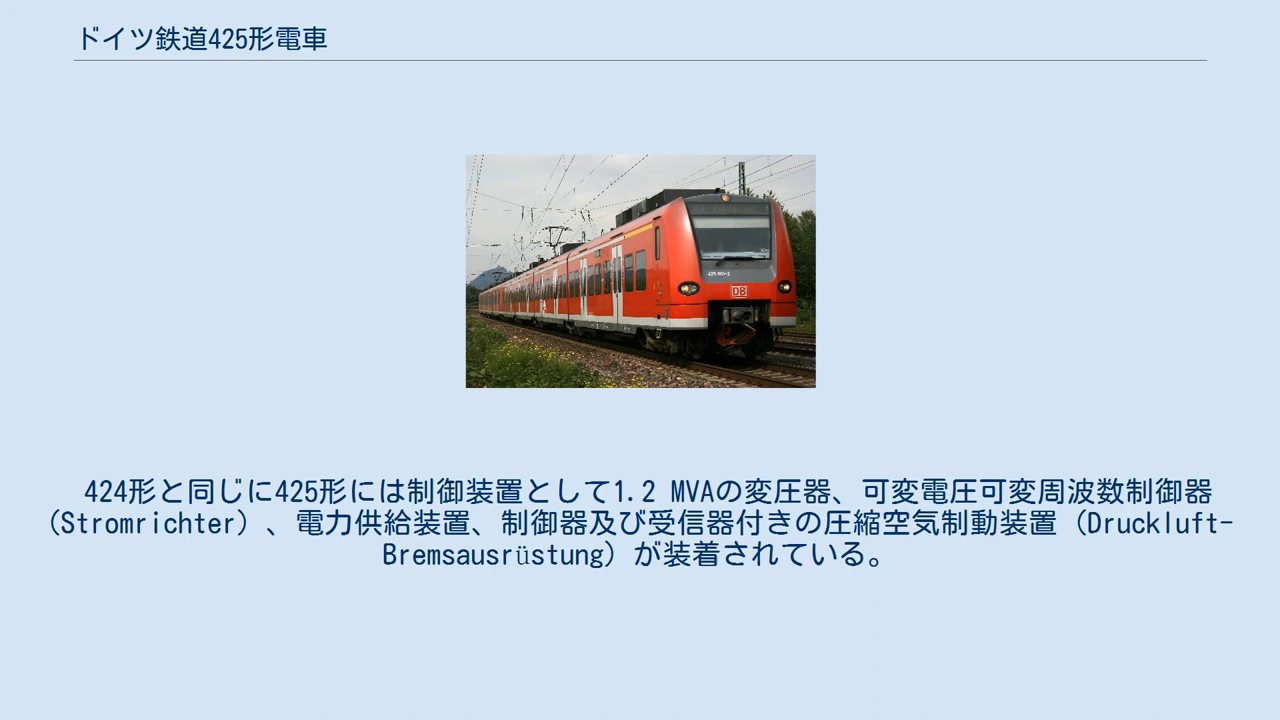 ドイツ鉄道425形電車
DB
424形と同じに425形には制御装置として1.2 MVAの変圧器、可変電圧可変周波数制御器
（Stromrichter）、電力供給装置、制御器及び受信器付きの圧縮空気制動装置（Druckluft-
Bremsausrüstung）が装着されている。